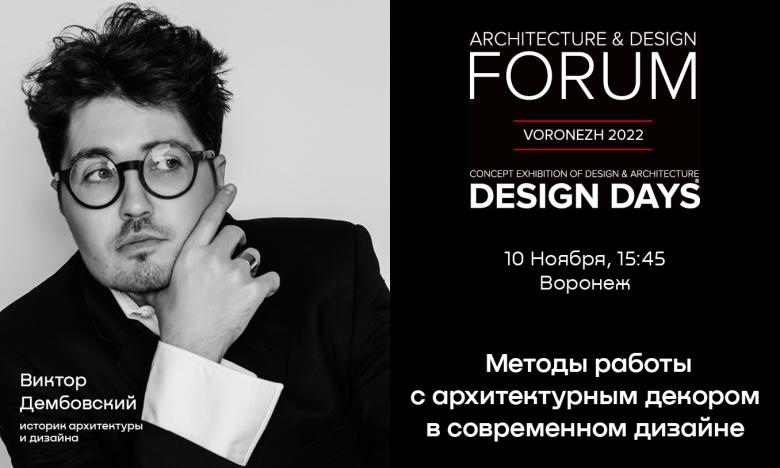 Виктор
Дембовский
историк архитектуры
и дизайна
ARCHITECTURE & DESIGN
FORUM
VORONEZH 2022
CONCEPT EXHIBITION OF DESIGN & ARCHITECTURE
DESIGN DAYS®
10 Ноября, 15:45
Воронеж
Методы работы
с архитектурным декором
в современном дизайне